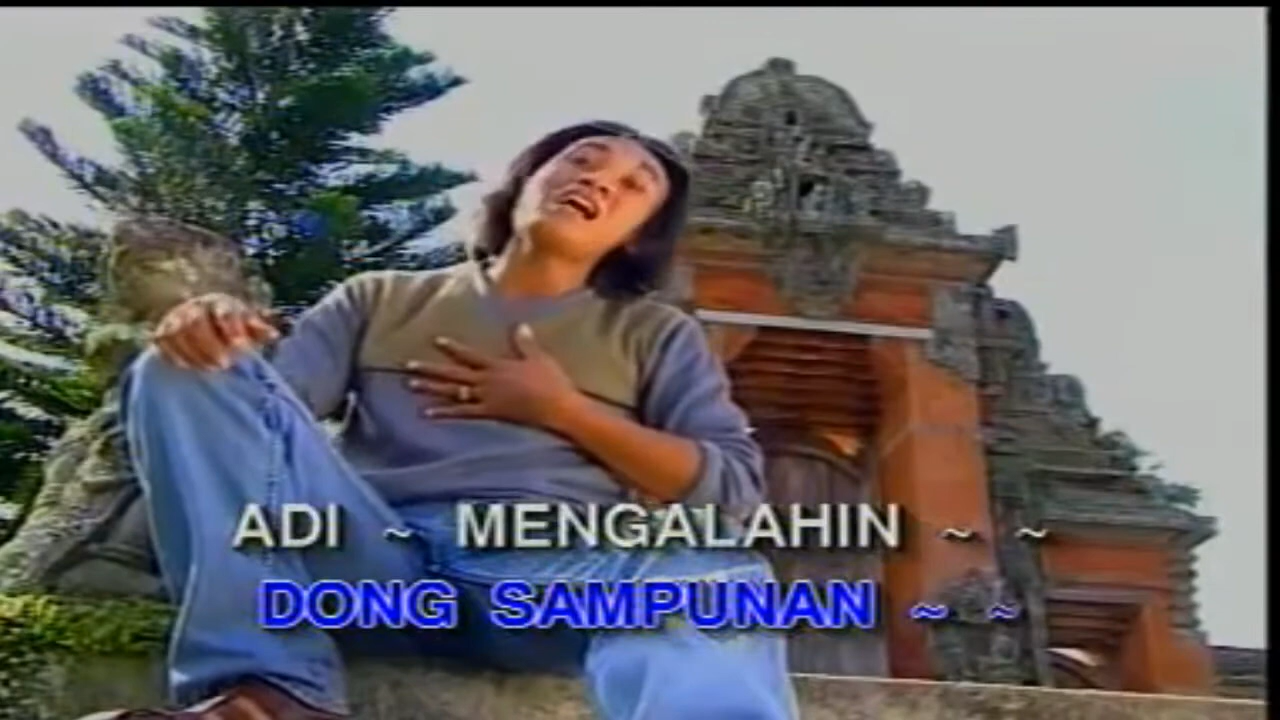 ADI ~ MENGALAHIN ~ ~
DONG SAMPUNAN ~ ~